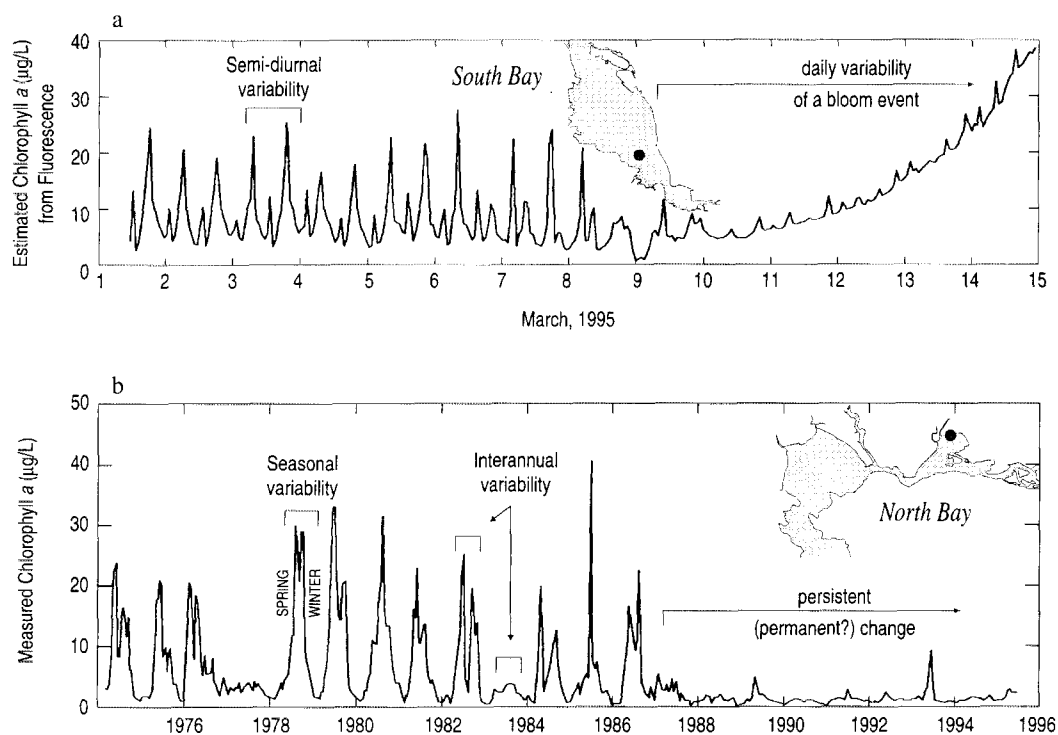 a
Estimated Chlorophyll a (µg/L)
from Fluorescence
40
30
20
10
0
Semi-diurnal
variability
South Bay
daily variability
of a bloom event
1 2 3 4 5 6 7 8 9 10 11 12 13 14 15
March, 1995
b
Measured Chlorophyll a (µg/L)
50
40
30
20
10
0
Seasonal
variability
SPRING
WINTER
Interannual
variability
North Bay
persistent
(permanent?) change
1976 1978 1980 1982 1984 1986 1988 1990 1992 1994 1996